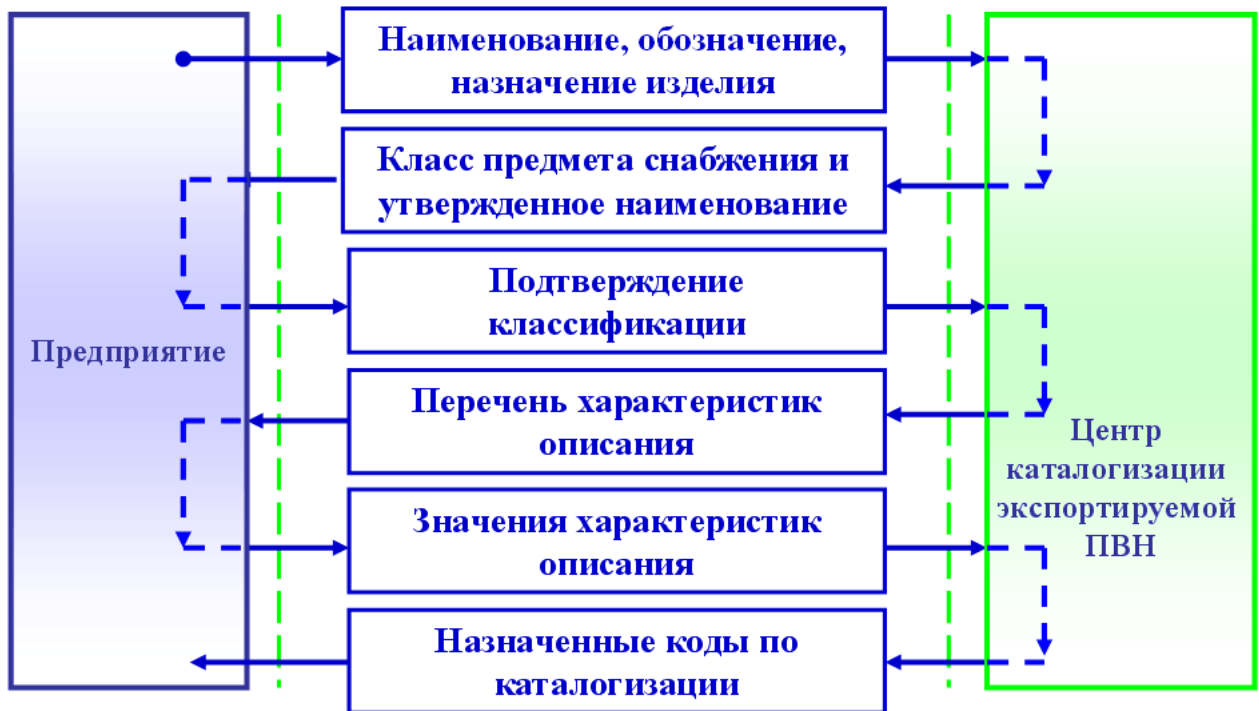 Наименование, обозначение,
назначение изделия
Класс предмета снабжения и
утвержденное наименование
Подтверждение
классификации
Предприятие
Перечень характеристик
описания
Центр
каталогизации
экспортируемой
ПВН
Значения характеристик
описания
Назначенные коды по
каталогизации